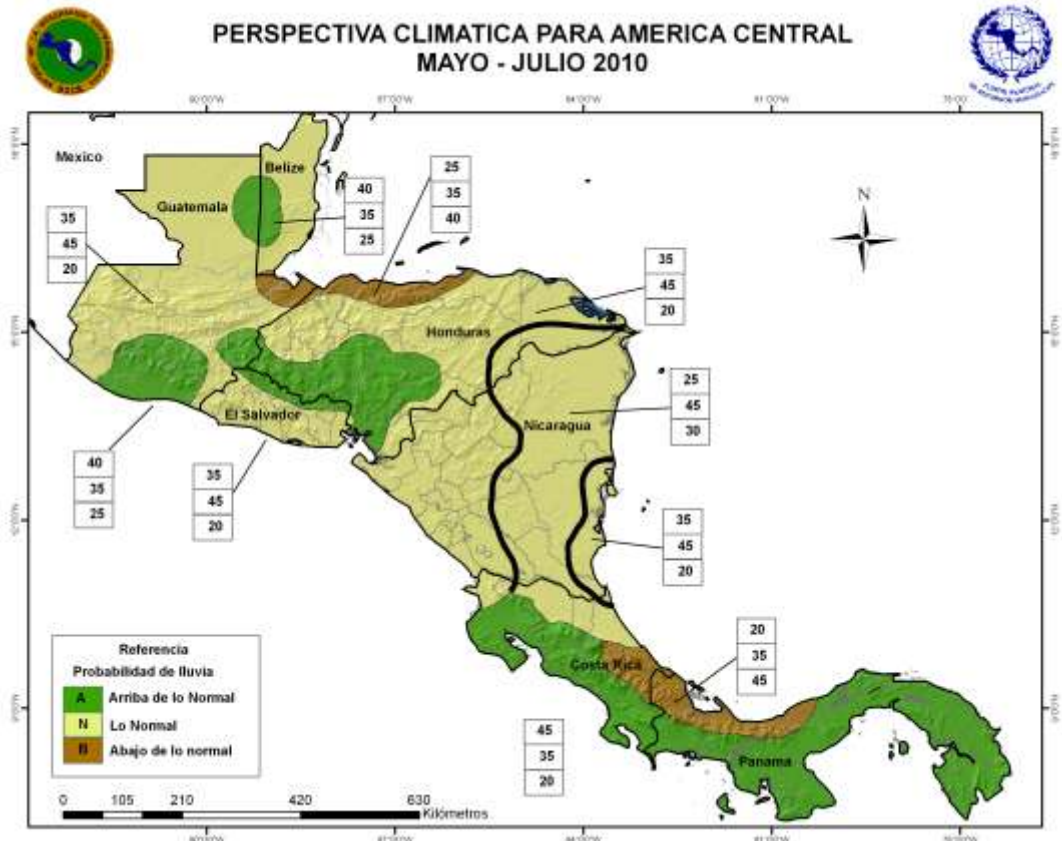 PERSPECTIVA CLIMATICA PARA AMERICA CENTRAL
MAYO - JULIO 2010
Mexico
Belize
Guatemala
25
35
40
40
35
25
35
45
20
N
35
45
20
Honduras
25
45
30
El Salvador
Nicaragua
40
35
25
35
45
20
35
45
20
20
35
45
Costa Rica
45
35
20
Panama
Referencia
Probabilidad de lluvia
A Arriba de lo Normal
N Lo Normal
B Abajo de lo normal
0 105 210 420 630
Kilómetros